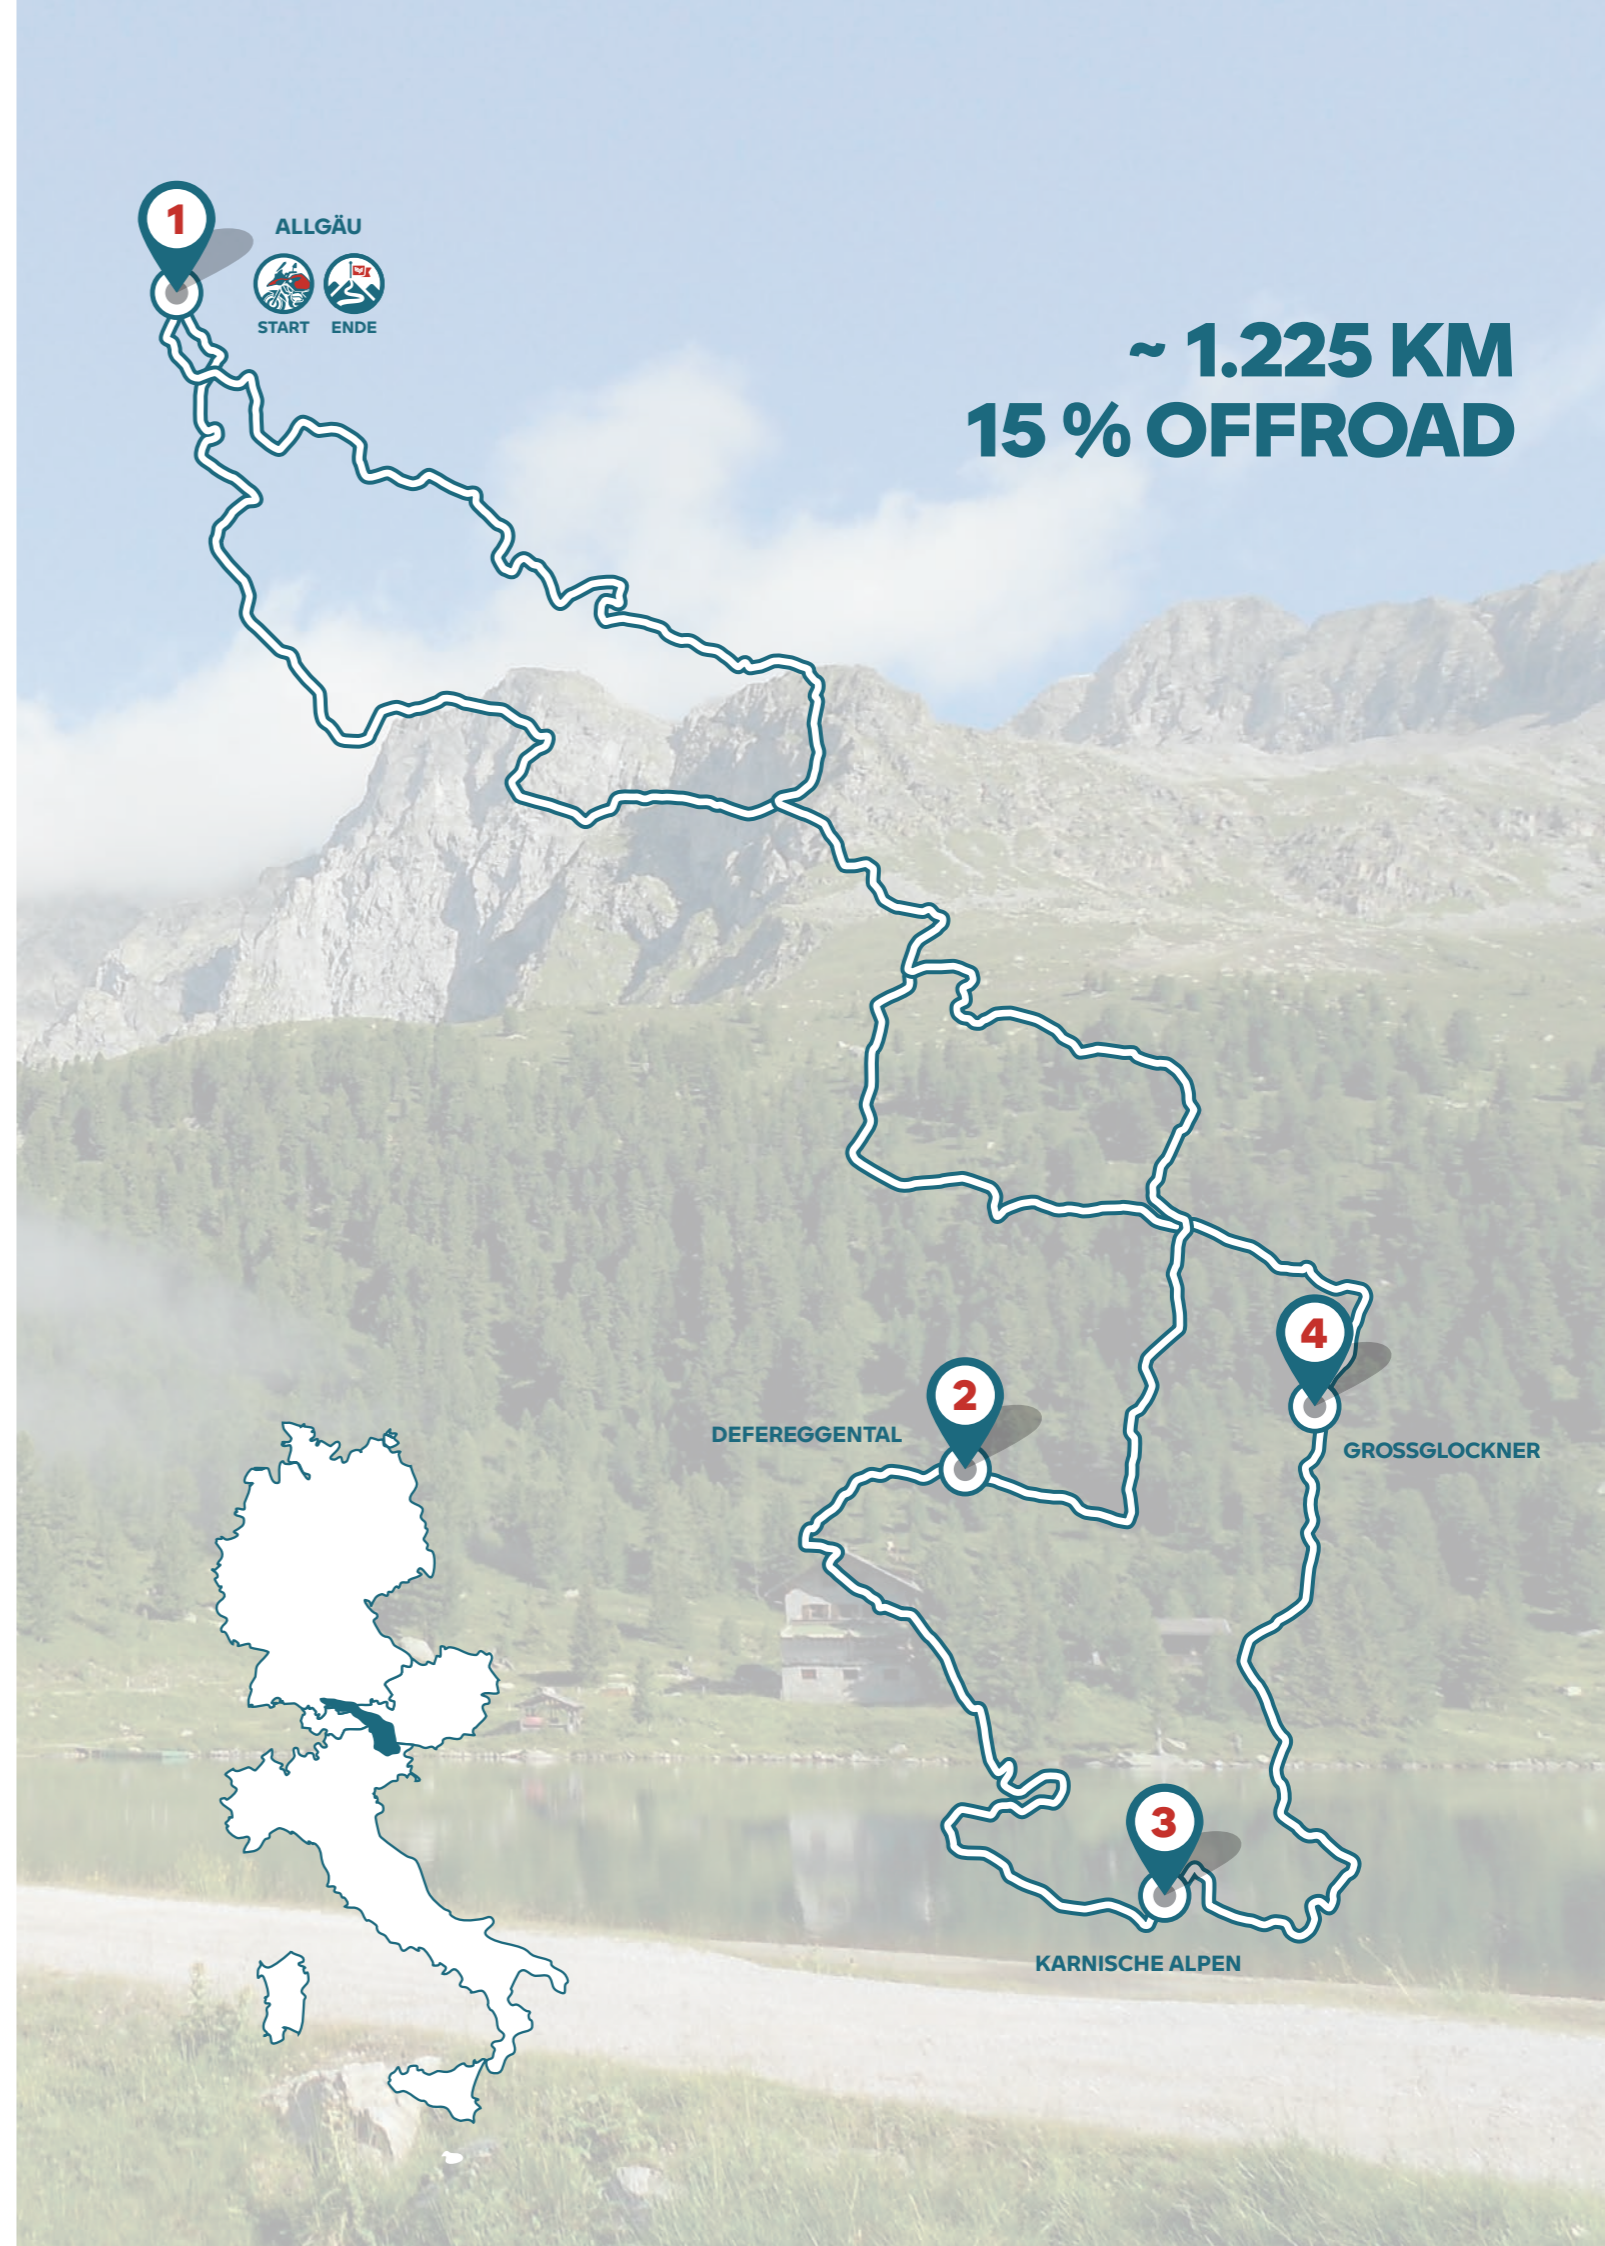 1
ALLGÄU
START
ENDE
~ 1.225 KM
15 % OFFROAD
4
2
DEFEREGGENTAL
GROSSGLOCKNER
3
KARNISCHE ALPEN